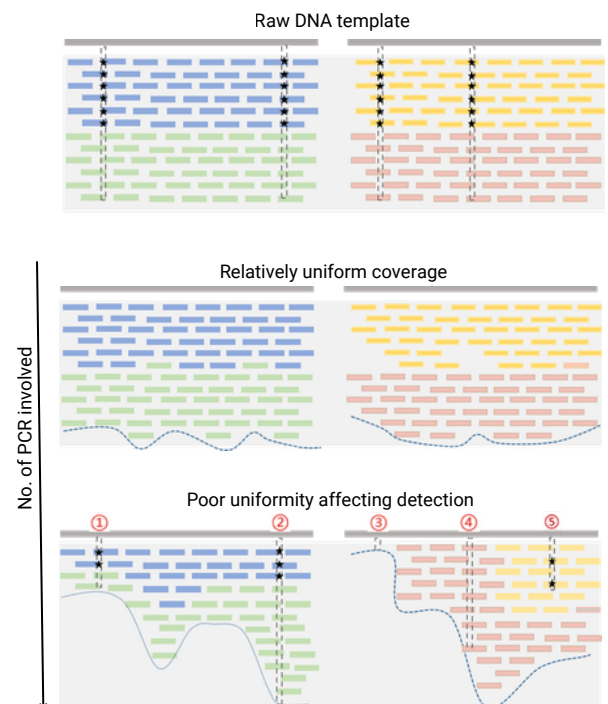 Raw DNA template
Relatively uniform coverage
No. of PCR involved
Poor uniformity affecting detection
① ② ③ ④ ⑤